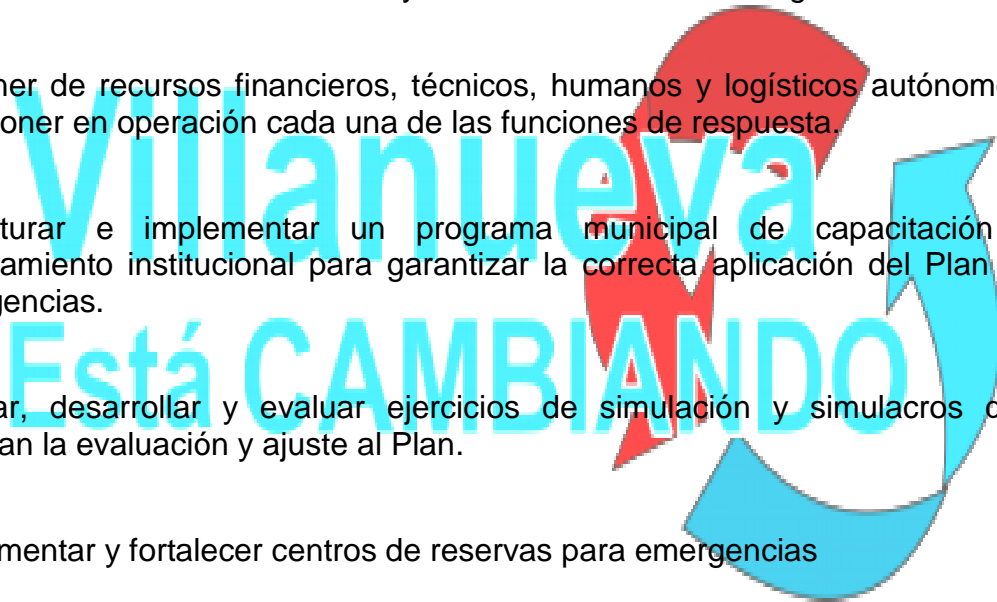 ner de recursos financieros, técnicos, humanos y logísticos autónom
oner en operación cada una de las funciones de respuesta.
Villanueva
turar e implementar un programa municipal de capacitación
amiento institucional para garantizar la correcta aplicación del Plan
gencias.
Está CAMBIANDO
ar, desarrollar y evaluar ejercicios de simulación y simulacros
an la evaluación y ajuste al Plan.
mentar y fortalecer centros de reservas para emergencias